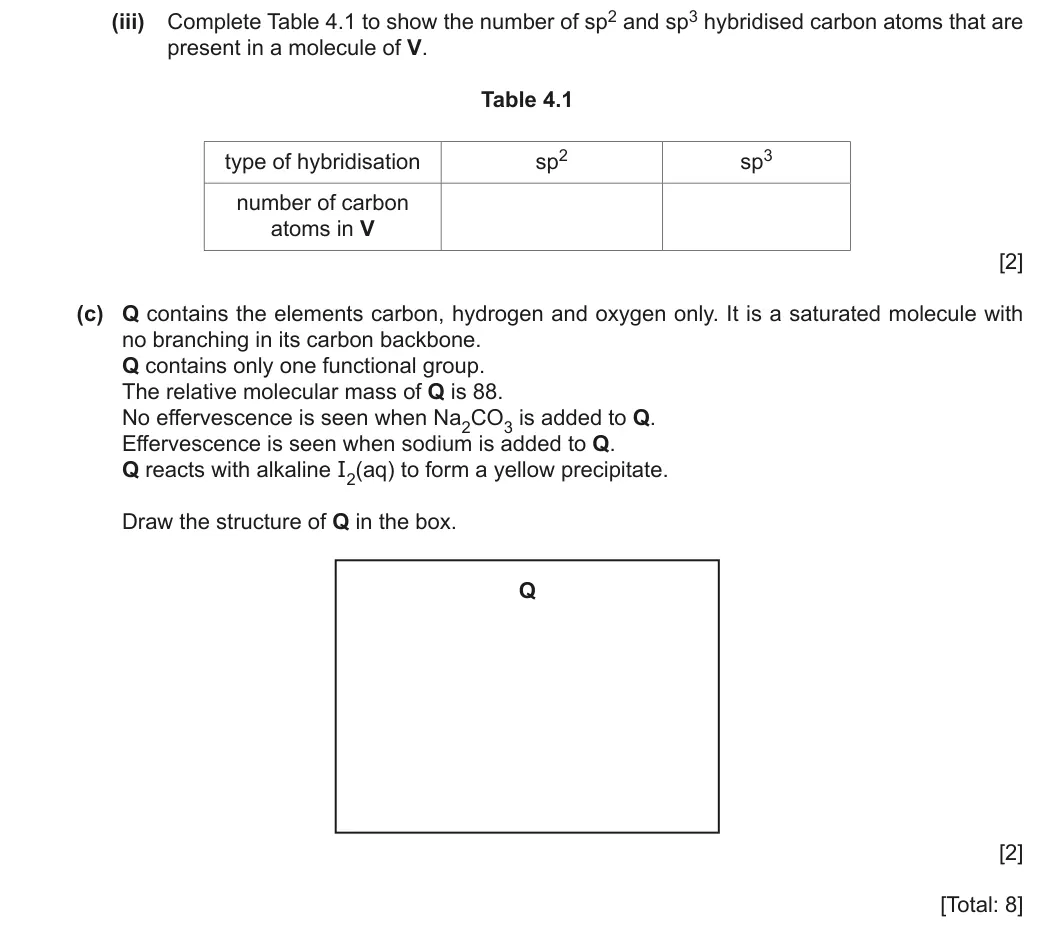 (iii) Complete Table 4.1 to show the number of sp² and sp³ hybridised carbon atoms that are
present in a molecule of V.
Table 4.1
type of hybridisation sp² sp³
number of carbon
atoms in V
[2]
(c) Q contains the elements carbon, hydrogen and oxygen only. It is a saturated molecule with
no branching in its carbon backbone.
Q contains only one functional group.
The relative molecular mass of Q is 88.
No effervescence is seen when Na₂CO₃ is added to Q.
Effervescence is seen when sodium is added to Q.
Q reacts with alkaline I₂(aq) to form a yellow precipitate.
Draw the structure of Q in the box.
Q
[2]
[Total: 8]